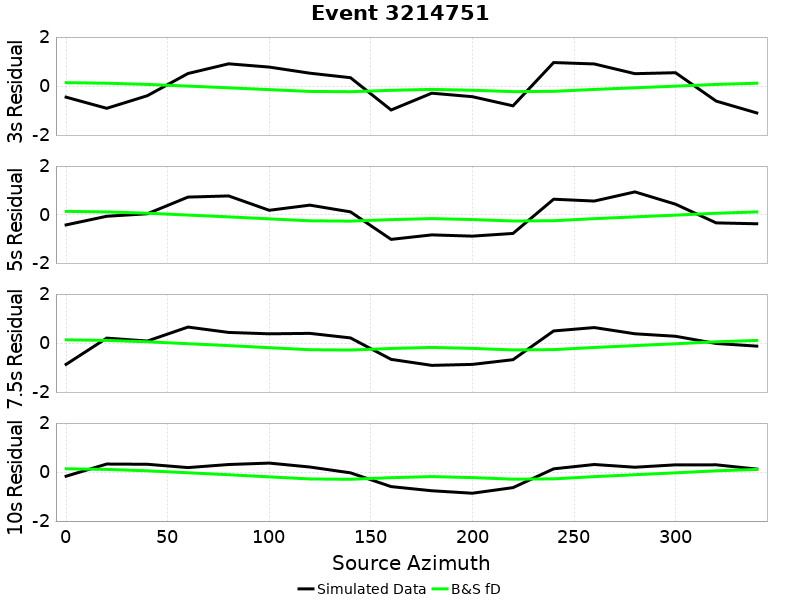 Event 3214751
3s Residual
2
0
-2
5s Residual
2
0
-2
7.5s Residual
2
0
-2
10s Residual
2
0
-2
0 50 100 150 200 250 300
Source Azimuth
Simulated Data B&S fD